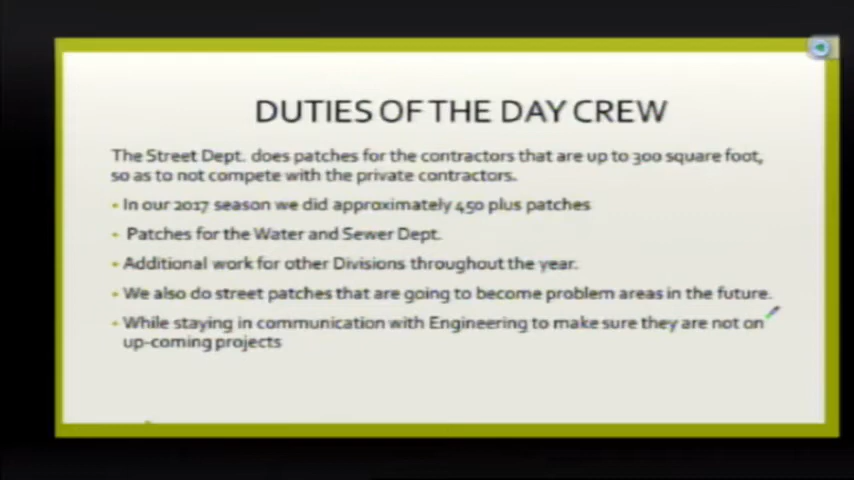 DUTIES OF THE DAY CREW
The Street Dept. does patches for the contractors that are up to 300 square foot,
so as to not compete with the private contractors.
• In our 2017 season we did approximately 450 plus patches
• Patches for the Water and Sewer Dept.
• Additional work for other Divisions throughout the year.
• We also do street patches that are going to become problem areas in the future.
• While staying in communication with Engineering to make sure they are not on
up-coming projects